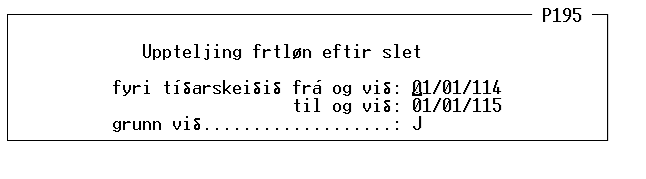 P195
Uppteljing frtløn eftir slet
fyri tíðarskeiðið frá og við: 01/01/114
til og við: 01/01/115
grunn við...................: J